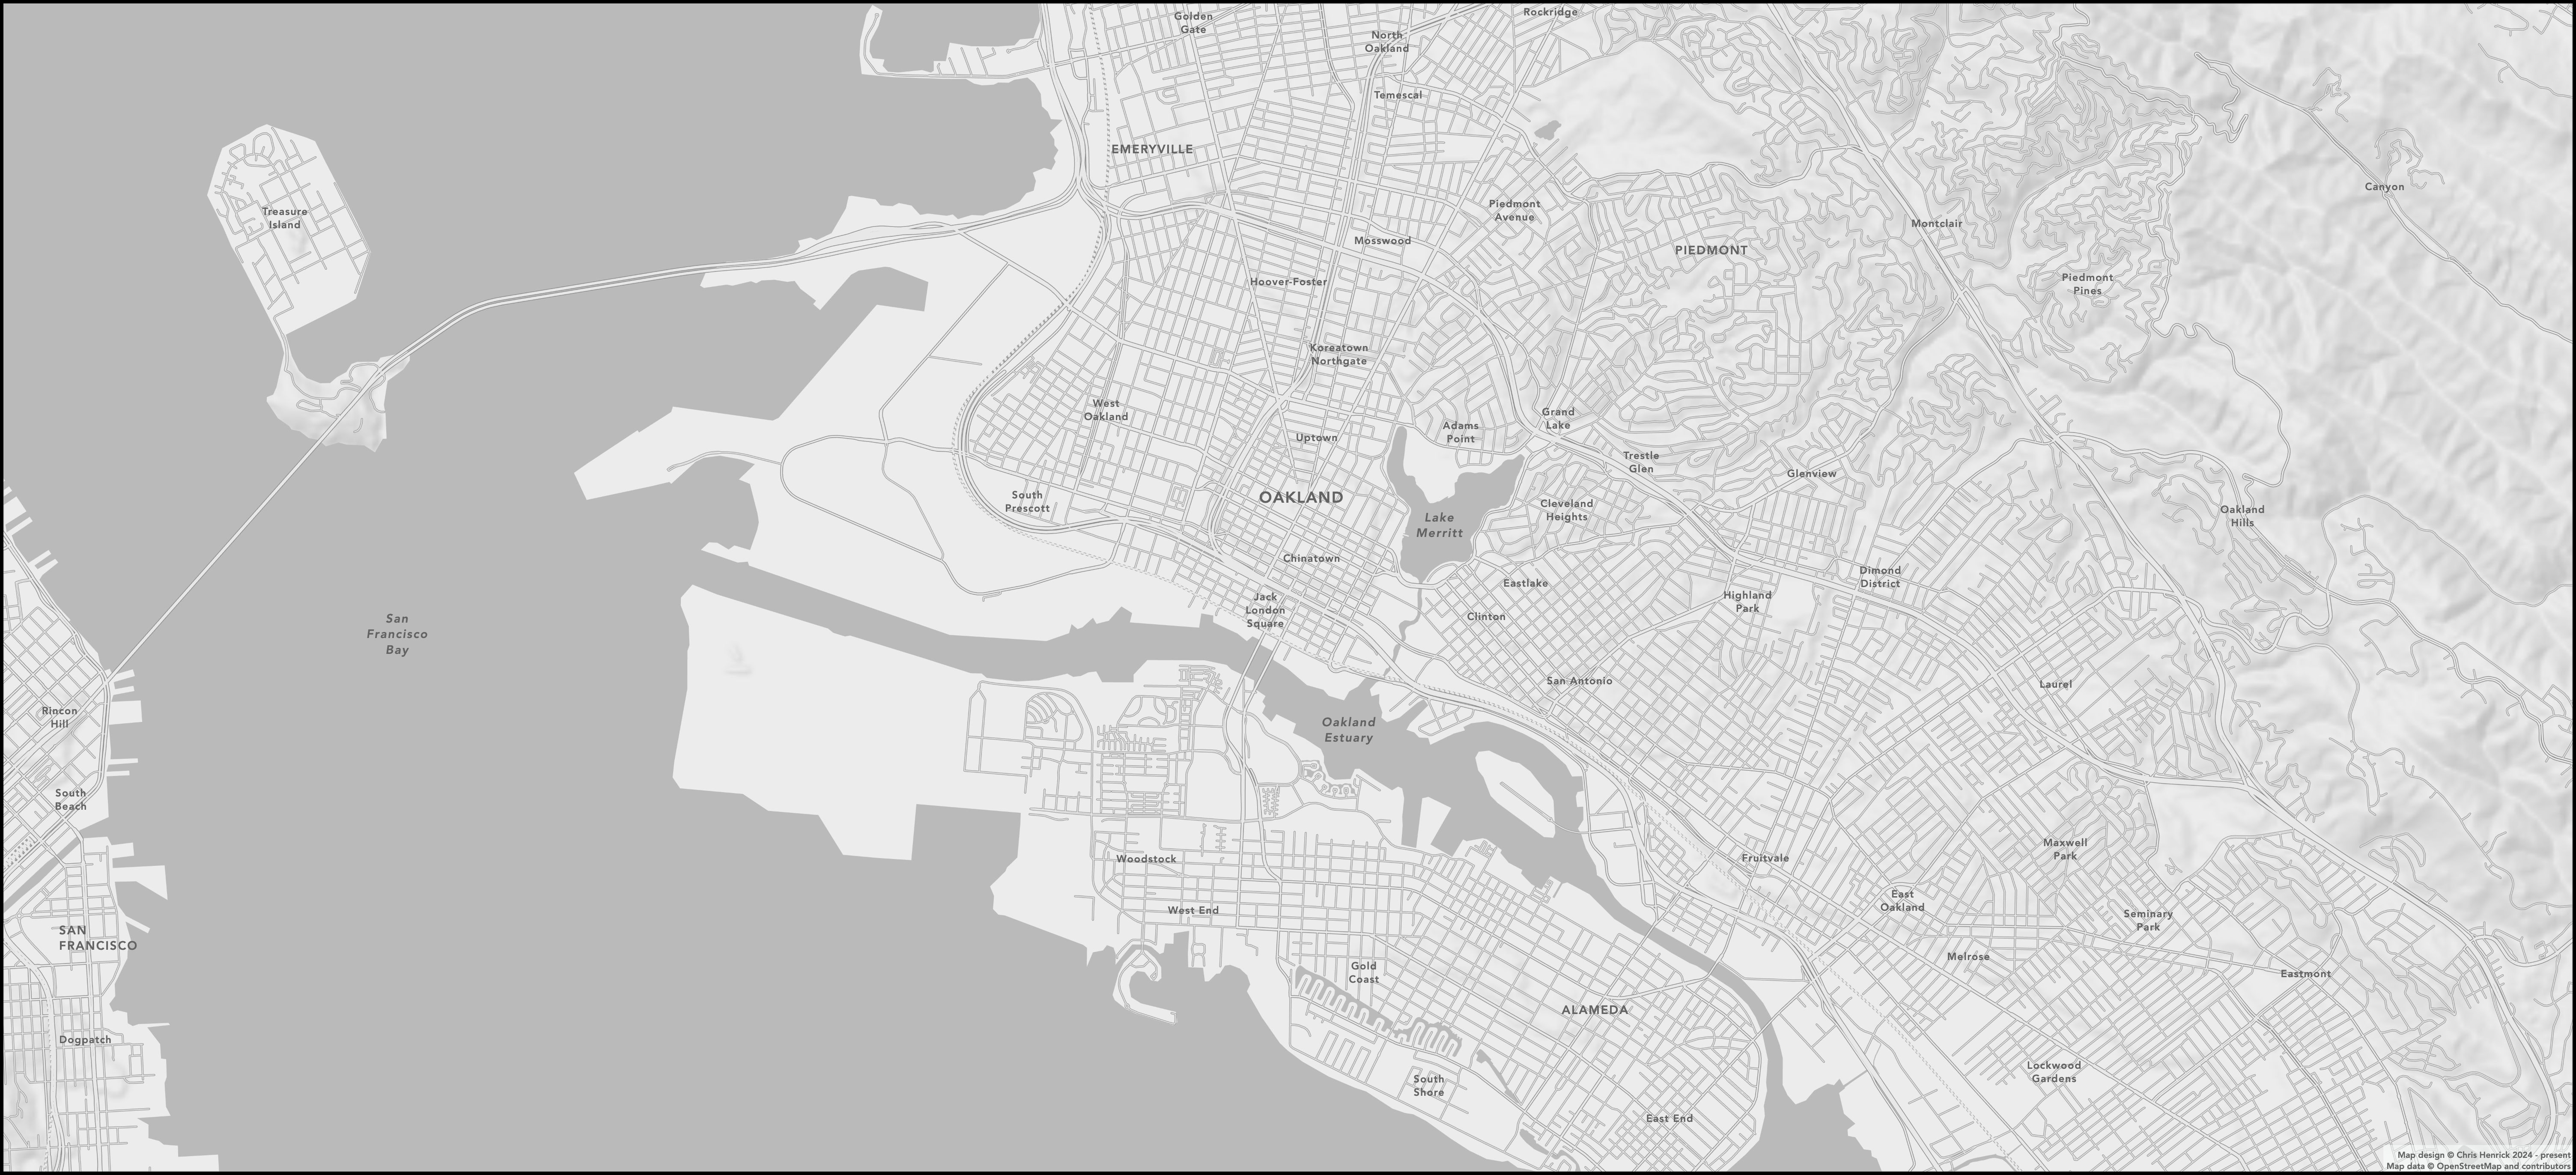 Golden
Gate
Rockridge
North
Oakland
Temescal
EMERYVILLE
Canyon
Treasure
Island
Piedmont
Avenue
Montclair
Mosswood
PIEDMONT
Hoover-Foster
Piedmont
Pines
Koreatown
Northgate
West
Oakland
Grand
Lake
Adams
Point
Uptown
Trestle
Glen
Glenview
South
Prescott
OAKLAND
Cleveland
Heights
Lake
Merritt
Oakland
Hills
Chinatown
Eastlake
Dimond
District
Jack
London
Square
Highland
Park
Clinton
San
Francisco
Bay
San Antonio
Laurel
Rincon
Hill
Oakland
Estuary
South
Beach
Woodstock
Fruitvale
Maxwell
Park
East
Oakland
West End
Seminary
Park
SAN
FRANCISCO
Melrose
Gold
Coast
Eastmont
ALAMEDA
Dogpatch
Lockwood
Gardens
South
Shore
East End
Map design © Chris Henrick 2024 - present
Map data © OpenStreetMap and contributors